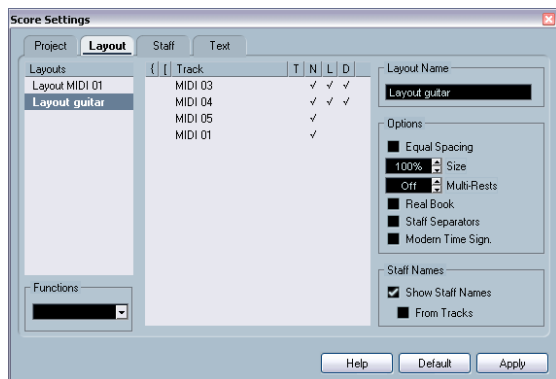 Score Settings
Project Layout Staff Text
Layouts
Layout MIDI 01
Layout guitar
{ [ Track T N L D
MIDI 03 √ √ √
MIDI 04 √ √ √
MIDI 05 √
MIDI 01 √
Functions
Layout Name
Layout guitar
Options
Equal Spacing
100% Size
Off Multi-Rests
Real Book
Staff Separators
Modern Time Sign.
Staff Names
Show Staff Names
From Tracks
Help Default Apply